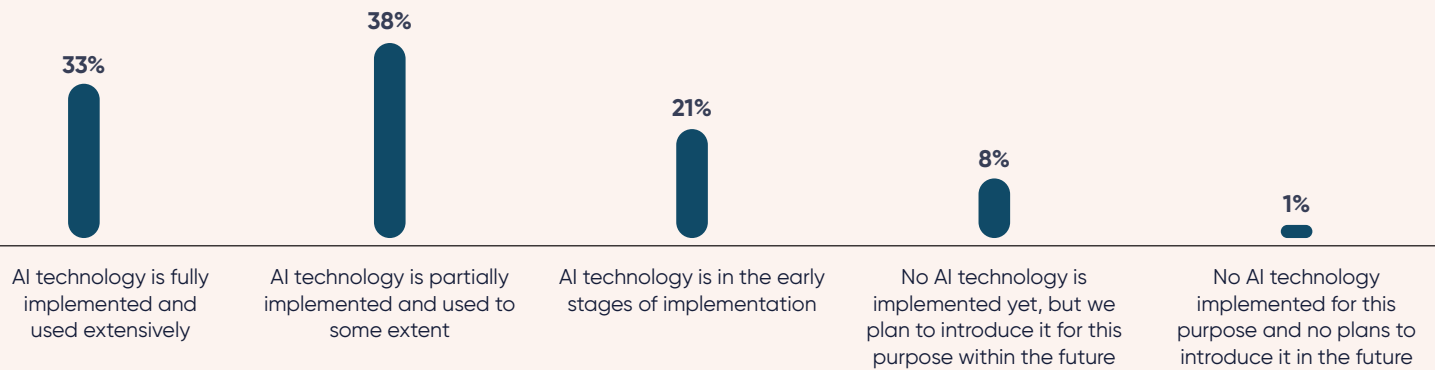 33%
38%
21%
8%
1%
AI technology is fully
implemented and
used extensively
AI technology is partially
implemented and used to
some extent
AI technology is in the early
stages of implementation
No AI technology is
implemented yet, but we
plan to introduce it for this
purpose within the future
No AI technology
implemented for this
purpose and no plans to
introduce it in the future